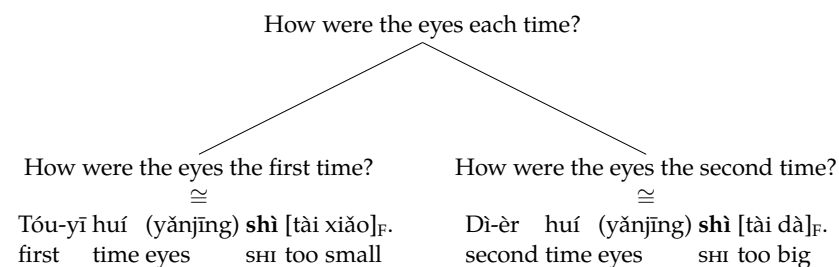 How were the eyes each time?
How were the eyes the first time? How were the eyes the second time?
≅ ≅
Tóu-yī huí (yǎnjīng) shì [tài xiǎo]F. Dì-èr huí (yǎnjīng) shì [tài dà]F.
first time eyes SHI too small second time eyes SHI too big